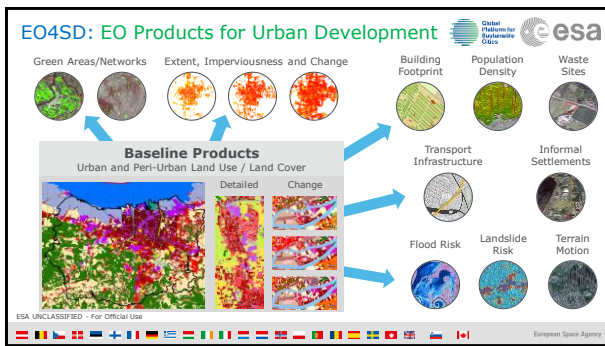 EO4SD: EO Products for Urban Development
Global
Platform for
Sustainable
Cities
esa
Green Areas/Networks
Extent, Imperviousness and Change
Building
Footprint
Population
Density
Waste
Sites
Baseline Products
Urban and Peri-Urban Land Use / Land Cover
Detailed
Change
Transport
Infrastructure
Informal
Settlements
Flood Risk
Landslide
Risk
Terrain
Motion
ESA UNCLASSIFIED - For Official Use
European Space Agency